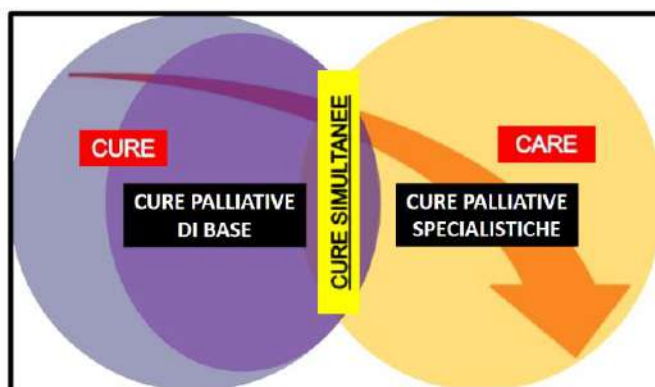 CURE
CARE
CURE PALLIATIVE
DI BASE
CURE SIMULTANEE
CURE PALLIATIVE
SPECIALISTICHE